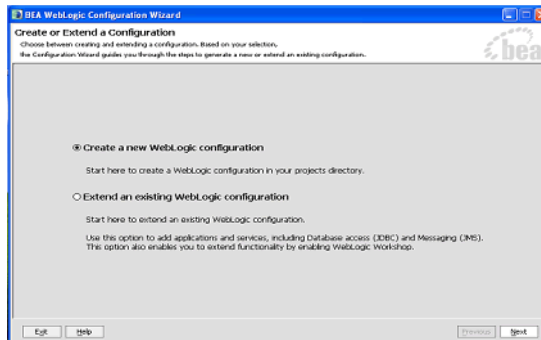 BEA WebLogic Configuration Wizard
Create or Extend a Configuration
Choose between creating and extending a configuration. Based on your selection,
the Configuration Wizard guides you through the steps to generate a new or extend an existing configuration.
bea
Create a new WebLogic configuration
Start here to create a WebLogic configuration in your projects directory.
Extend an existing WebLogic configuration
Start here to extend an existing WebLogic configuration.
Use this option to add applications and services, including Database access (JDBC) and Messaging (JMS).
This option also enables you to extend functionality by enabling WebLogic Workshop.
Exit Help Previous Next